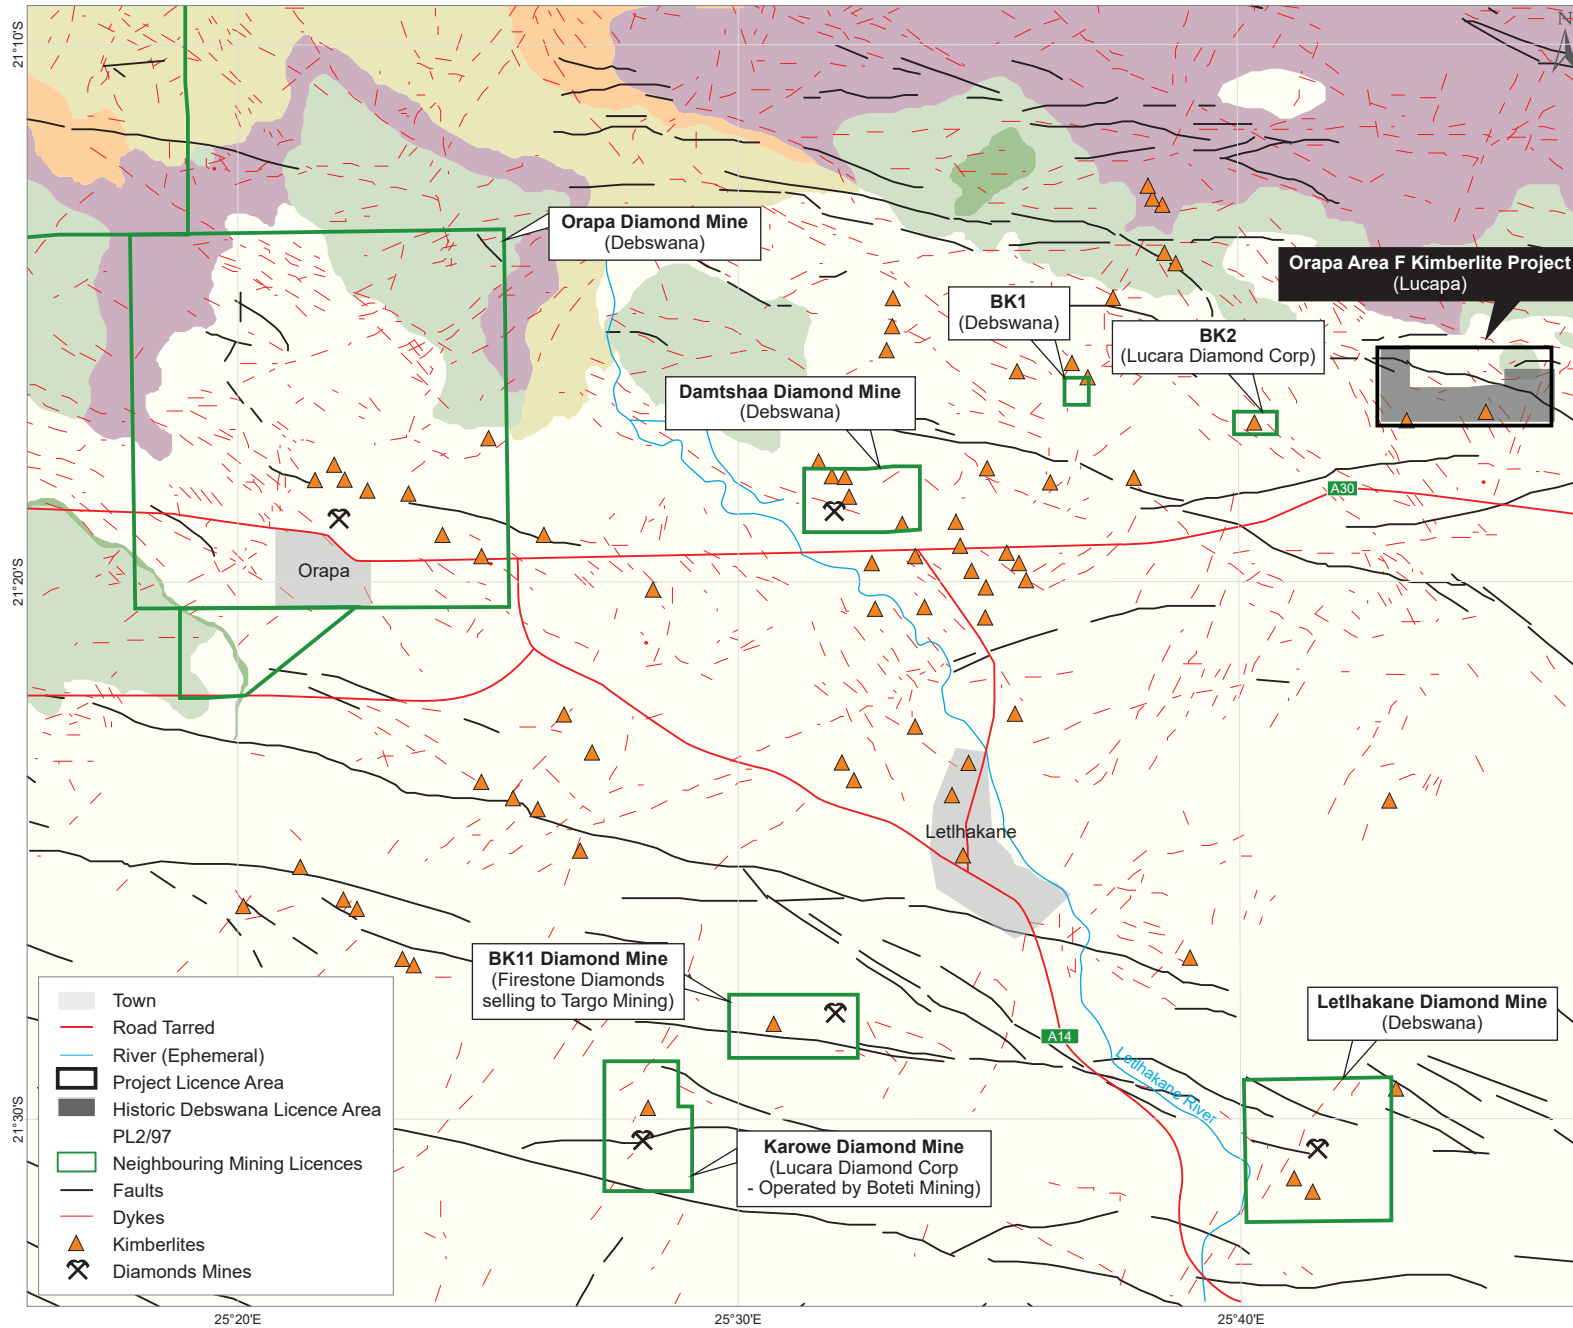 N
21°10'S
Orapa Diamond Mine
(Debswana)
Orapa Area F Kimberlite Project
(Lucapa)
BK1
(Debswana)
BK2
(Lucara Diamond Corp)
Damtshaa Diamond Mine
(Debswana)
A30
Orapa
21°20'S
Letlhakane
BK11 Diamond Mine
(Firestone Diamonds
selling to Targo Mining)
Letlhakane Diamond Mine
(Debswana)
A14
Letlhakane River
21°30'S
Karowe Diamond Mine
(Lucara Diamond Corp
- Operated by Boteti Mining)
Town
Road Tarred
River (Ephemeral)
Project Licence Area
Historic Debswana Licence Area
PL2/97
Neighbouring Mining Licences
Faults
Dykes
Kimberlites
Diamonds Mines
25°20'E
25°30'E
25°40'E